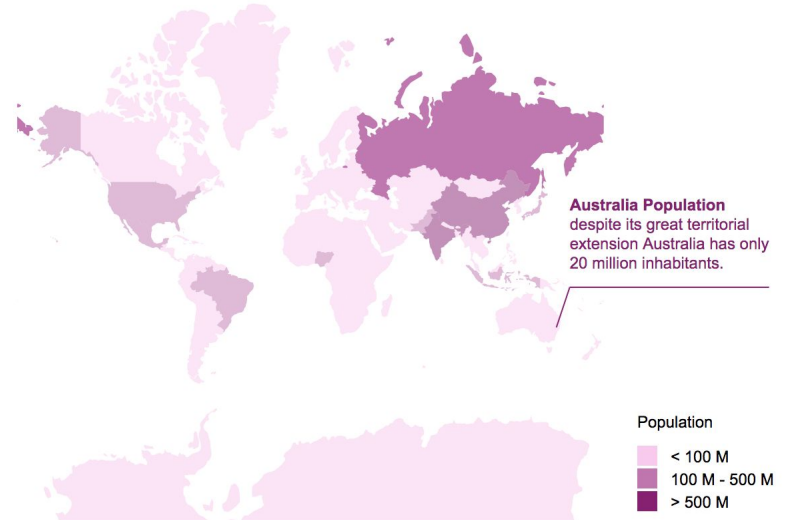 Australia Population
despite its great territorial
extension Australia has only
20 million inhabitants.
Population
< 100 M
100 M - 500 M
> 500 M